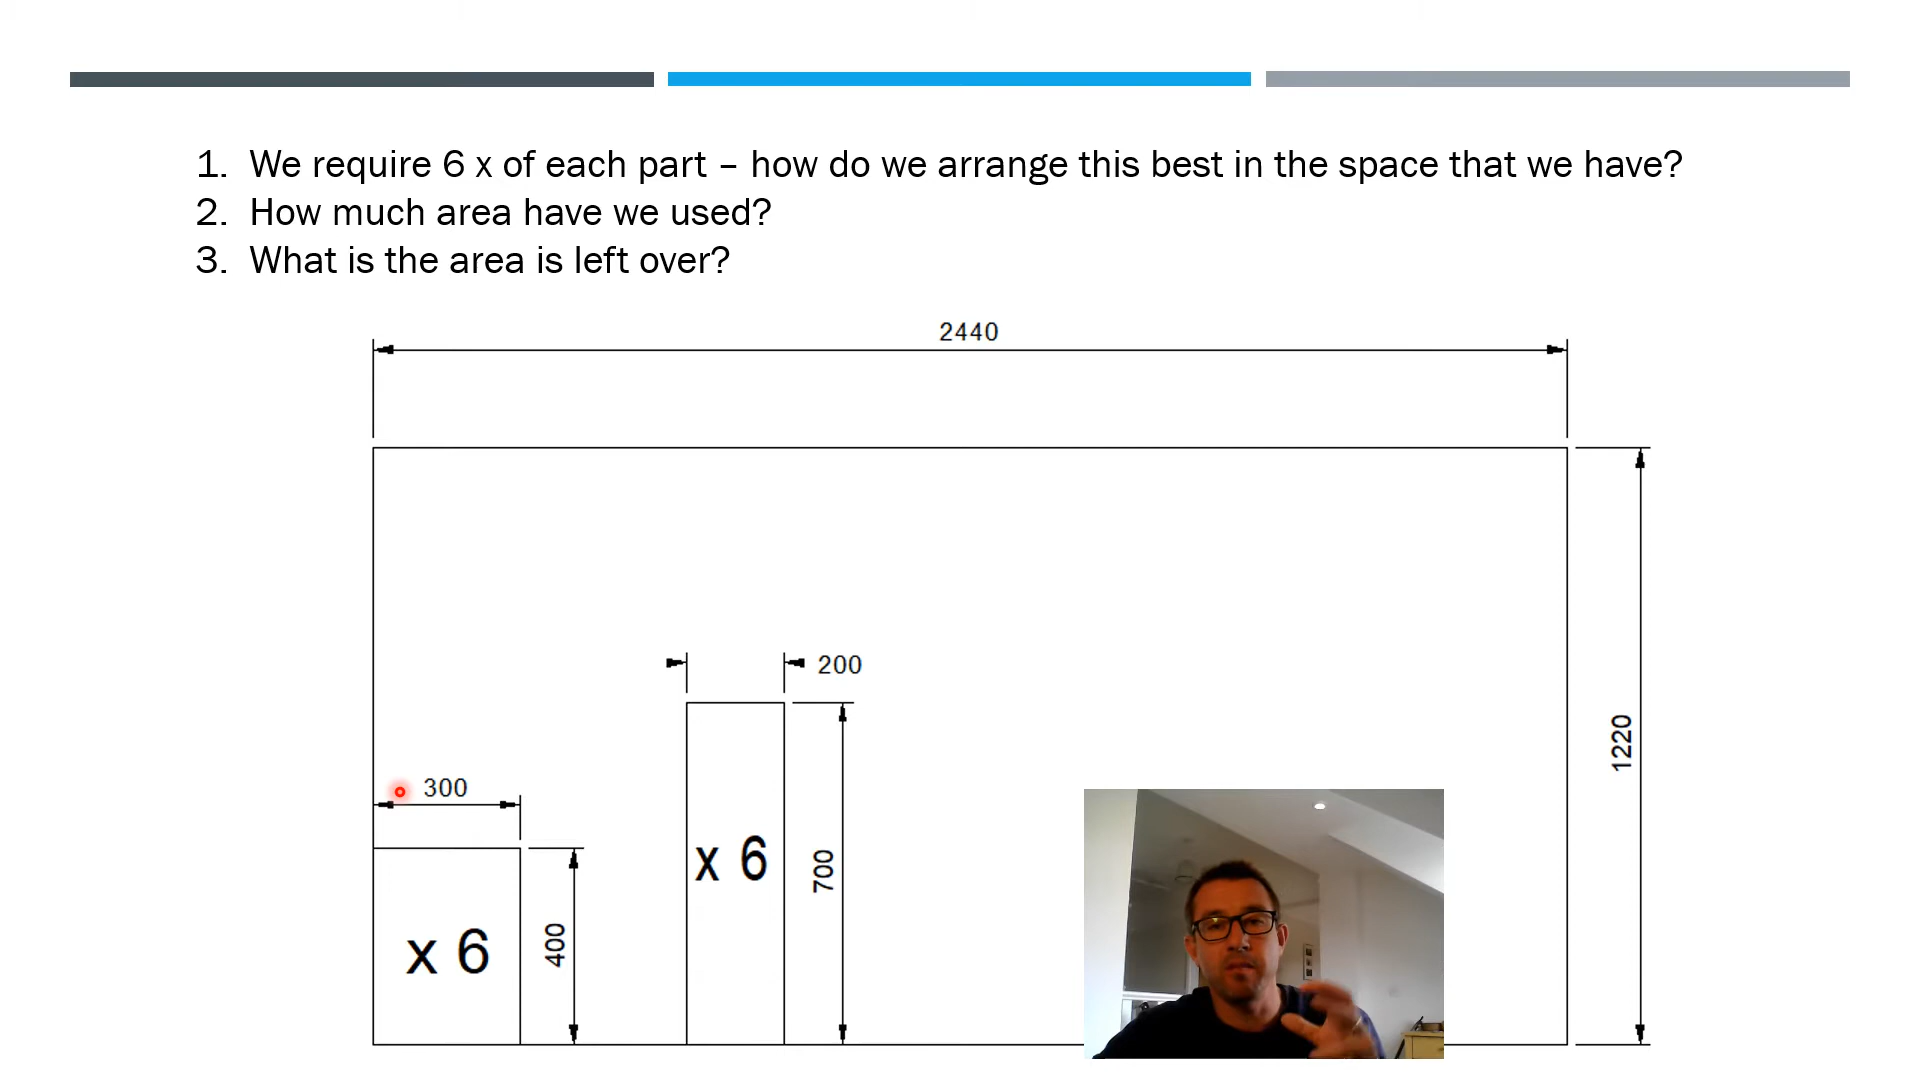 1. We require 6 x of each part – how do we arrange this best in the space that we have?
2. How much area have we used?
3. What is the area is left over?
2440
200
1220
300
x 6
700
400
x 6